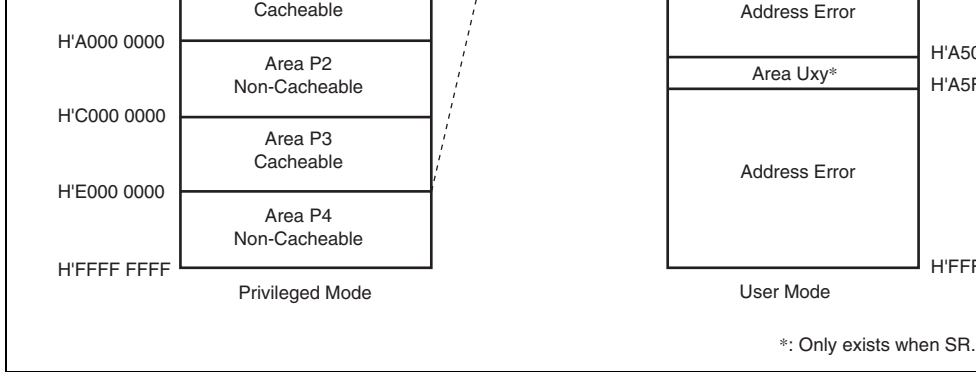 Cacheable
H'A000 0000
Area P2
Non-Cacheable
H'C000 0000
Area P3
Cacheable
H'E000 0000
Area P4
Non-Cacheable
H'FFFF FFFF
Privileged Mode
Address Error
Area Uxy*
Address Error
User Mode
*: Only exists when SR.